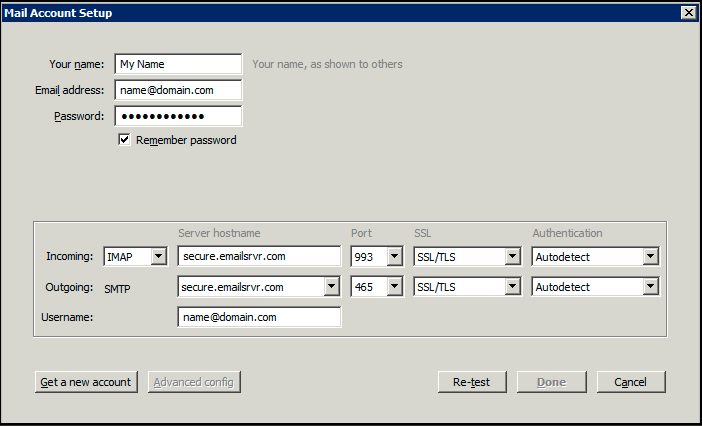 Mail Account Setup
Your name: My Name Your name, as shown to others
Email address: name@domain.com
Password: ●●●●●●●●●●●●
Remember password
Server hostname Port SSL Authentication
Incoming: IMAP secure.emailsrvr.com 993 SSL/TLS Autodetect
Outgoing: SMTP secure.emailsrvr.com 465 SSL/TLS Autodetect
Username: name@domain.com
Get a new account Advanced config Re-test Done Cancel